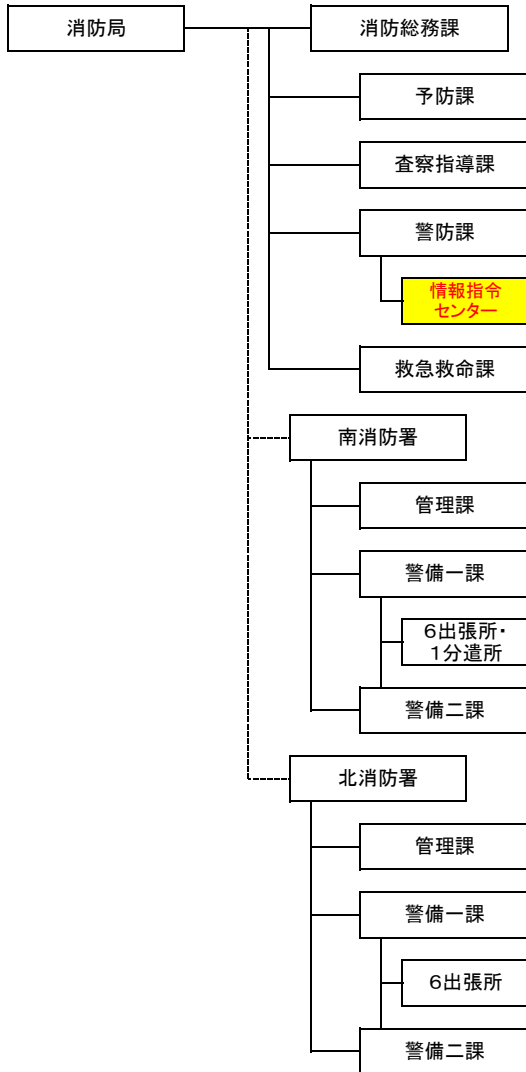 消防局
消防総務課
予防課
査察指導課
警防課
情報指令
センター
救急救命課
南消防署
管理課
警備一課
6出張所・
1分遣所
警備二課
北消防署
管理課
警備一課
6出張所
警備二課